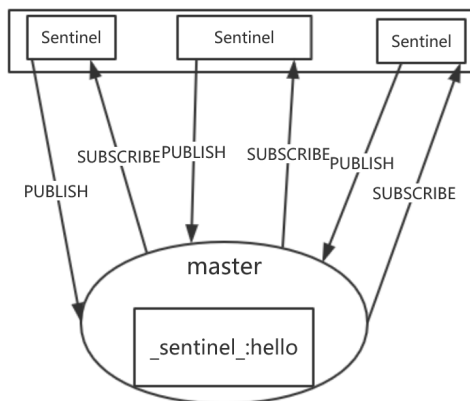 Sentinel Sentinel Sentinel
SUBSCRIBE PUBLISH SUBSCRIBE PUBLISH
PUBLISH SUBSCRIBE
master
_sentinel_:hello